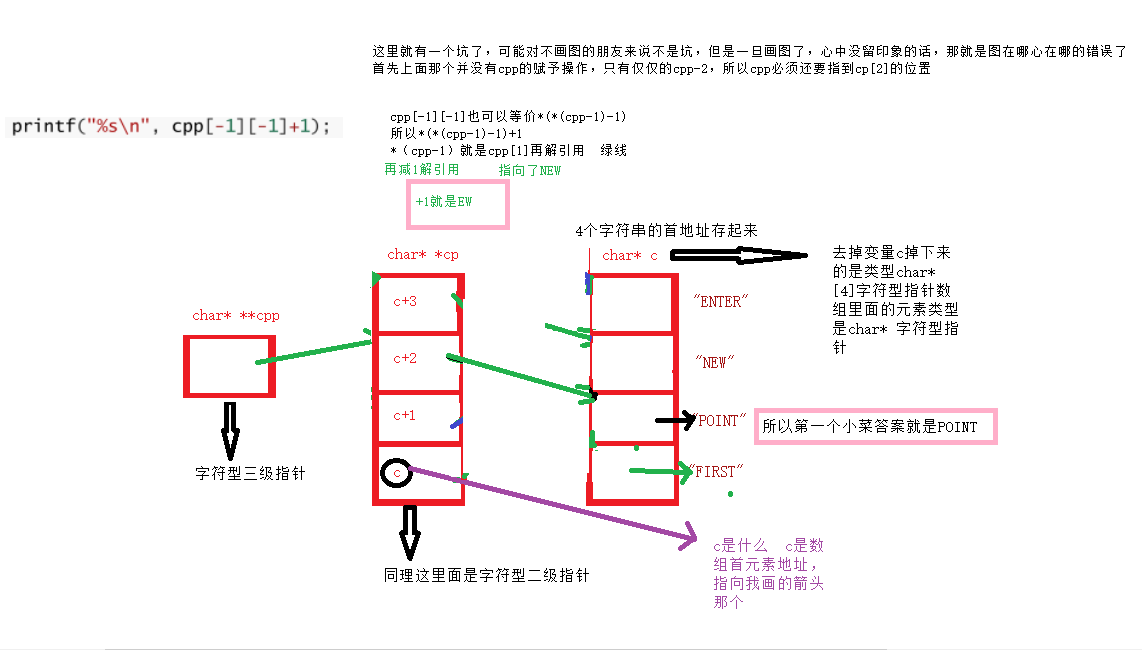 这里就有一个坑了，可能对不画图的朋友来说不是坑，但是一旦画图了，心中没留印象的话，那就是图在哪心在哪的错误了
首先上面那个并没有cpp的赋予操作，只有仅仅的cpp-2，所以cpp必须还要指到cp[2]的位置
printf("%s\n", cpp[-1][-1]+1);
cpp[-1][-1]也可以等价*(*(cpp-1)-1)
所以*(*(cpp-1)-1)+1
*（cpp-1）就是cpp[1]再解引用 绿线
再减1解引用 指向了NEW
+1就是EW
4个字符串的首地址存起来
char* *cp
char* c
去掉变量c掉下来
的是类型char*
[4]字符型指针数
组里面的元素类型
是char* 字符型指
针
char* **cpp
c+3
"ENTER"
c+2
"NEW"
c+1
"POINT"
所以第一个小菜答案就是POINT
c
"FIRST"
字符型三级指针
同理这里面是字符型二级指针
c是什么 c是数
组首元素地址，
指向我画的箭头
那个